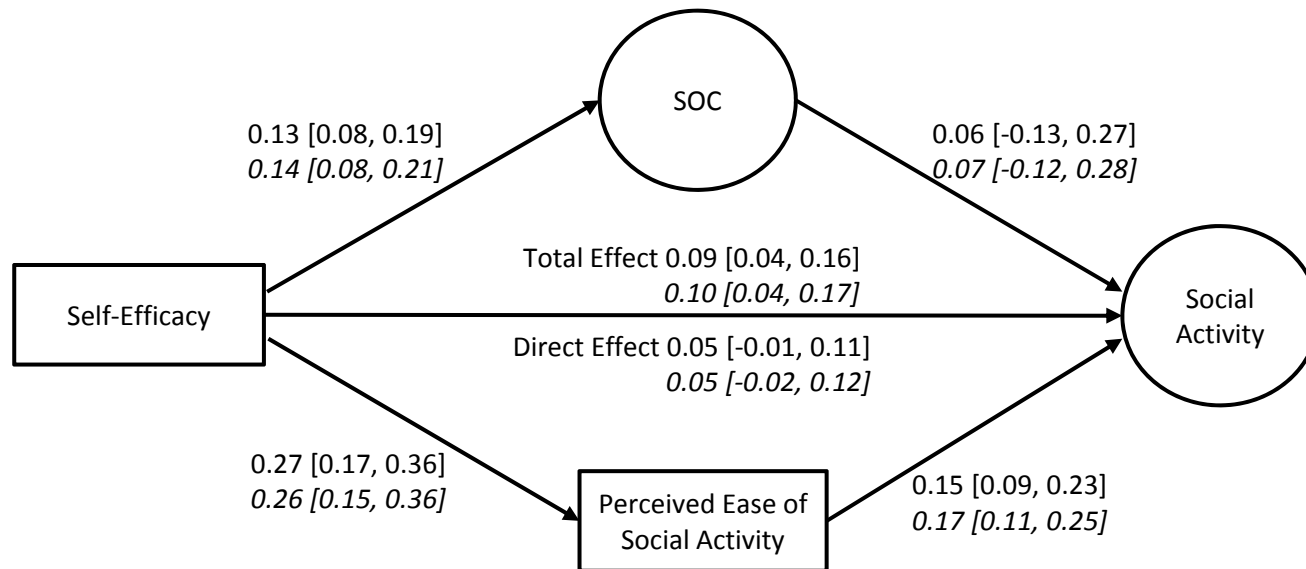 SOC
0.13 [0.08, 0.19]
0.14 [0.08, 0.21]
0.06 [-0.13, 0.27]
0.07 [-0.12, 0.28]
Total Effect 0.09 [0.04, 0.16]
0.10 [0.04, 0.17]
Self-Efficacy
Social
Activity
Direct Effect 0.05 [-0.01, 0.11]
0.05 [-0.02, 0.12]
0.27 [0.17, 0.36]
0.26 [0.15, 0.36]
Perceived Ease of
Social Activity
0.15 [0.09, 0.23]
0.17 [0.11, 0.25]